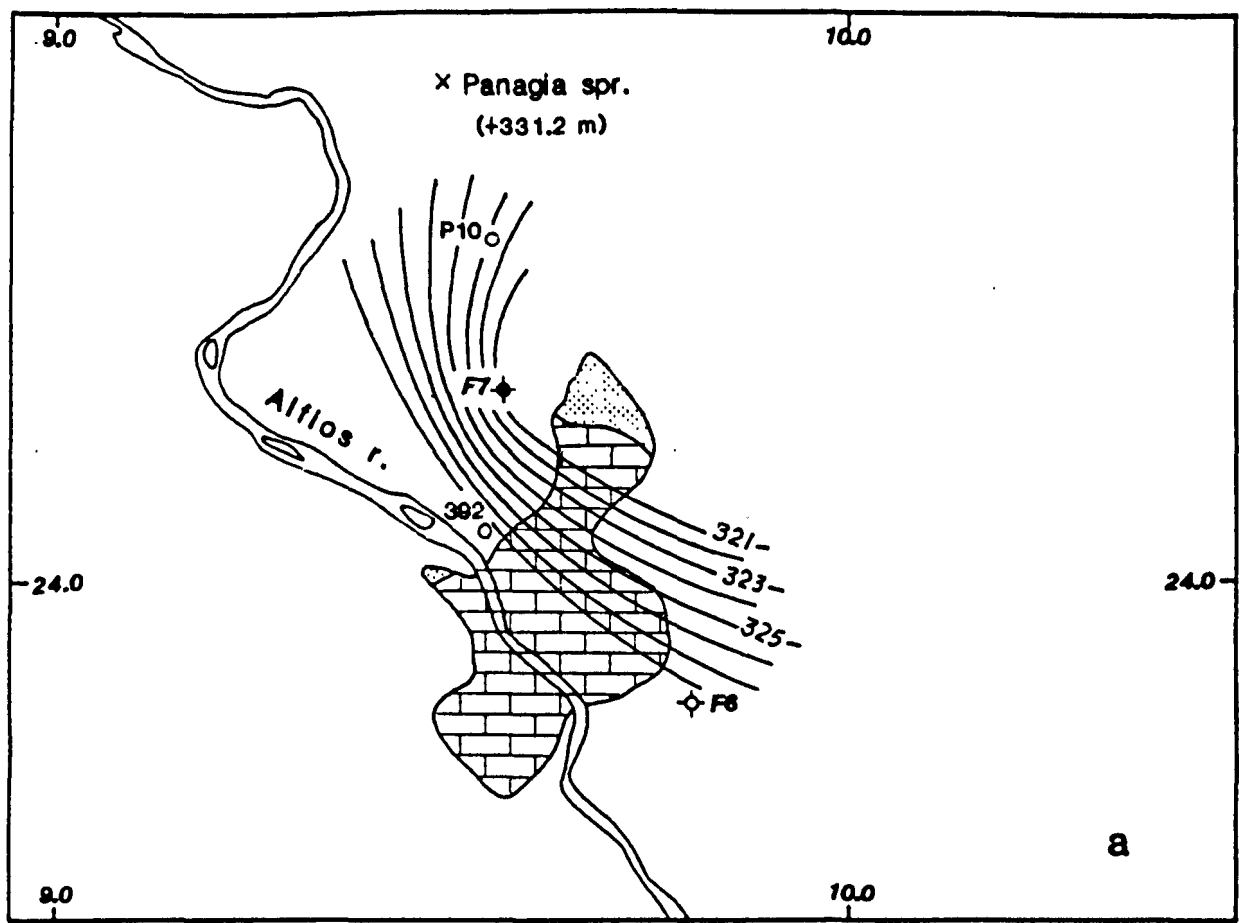 9.0
10.0
x Panagia spr.
(+331.2 m)
P10
F7
Alfios r.
392
321-
323-
24.0
24.0
325-
F6
a
9.0
10.0